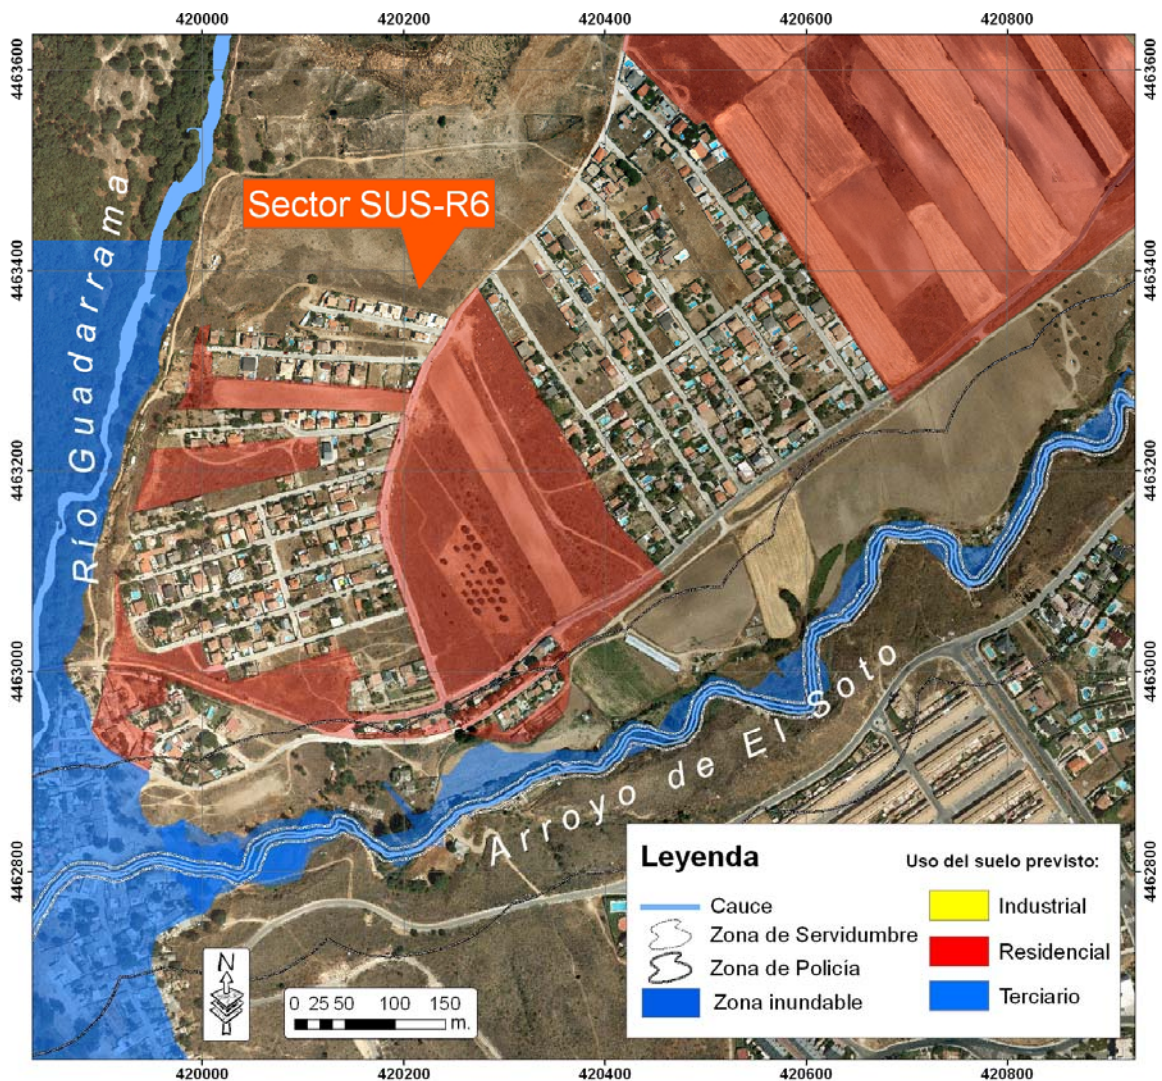 420000 420200 420400 420600 420800
4463600 4463600
Sector SUS-R6
Río Guadarrama
4463400 4463400
4463200 4463200
4463000 4463000
Arroyo de El Soto
4462800 4462800
Leyenda
Cauce
Zona de Servidumbre
Zona de Policía
Zona inundable
Uso del suelo previsto:
Industrial
Residencial
Terciario
N
0 25 50 100 150
m.
420000 420200 420400 420600 420800